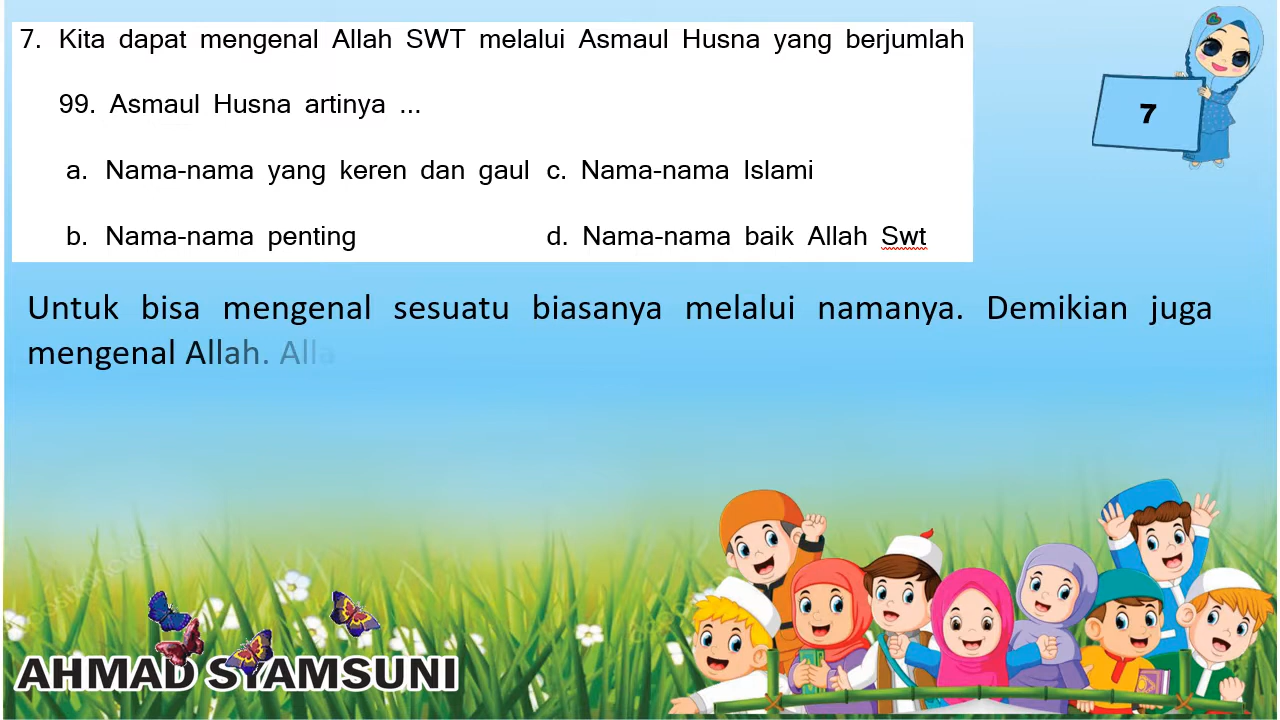 7. Kita dapat mengenal Allah SWT melalui Asmaul Husna yang berjumlah
99. Asmaul Husna artinya ...
a. Nama-nama yang keren dan gaul c. Nama-nama Islami
b. Nama-nama penting d. Nama-nama baik Allah Swt
7
Untuk bisa mengenal sesuatu biasanya melalui namanya. Demikian juga
mengenal Allah. Alla
AHMAD SYAMSUNI